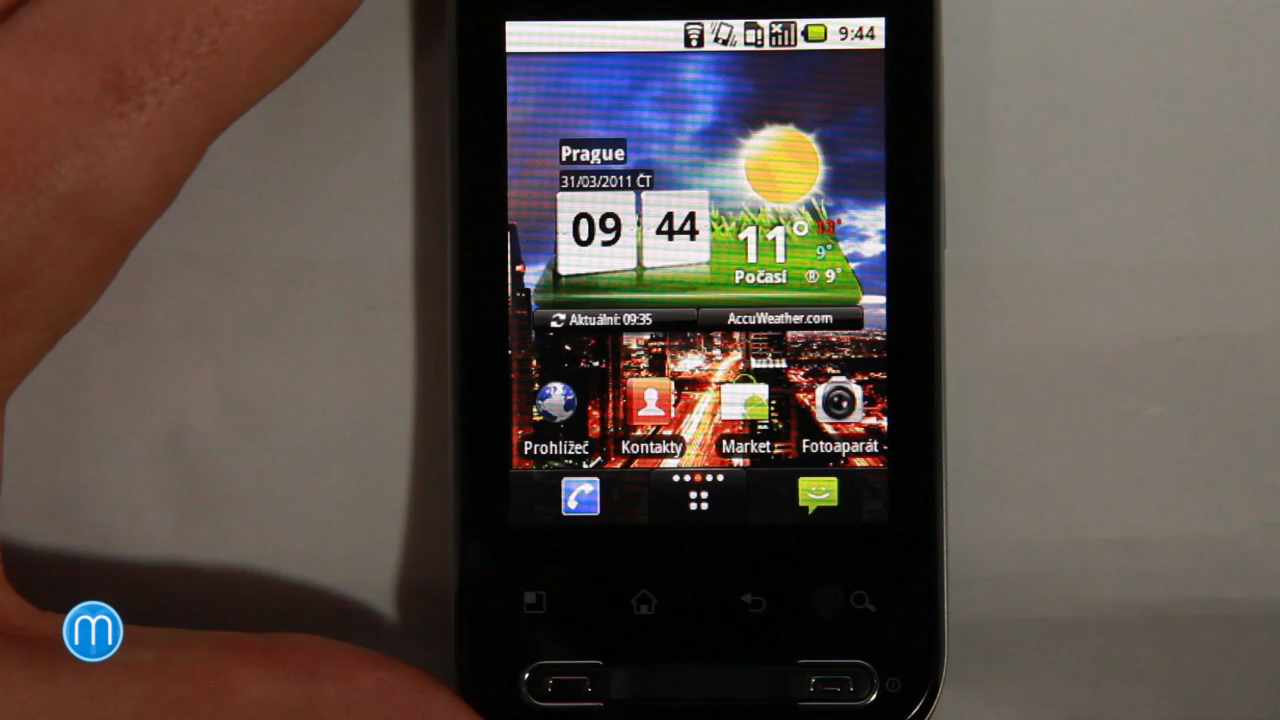 9:44
Prague
31/03/2011 ČT
09 44
11° 13°
9°
Počasí ® 9°
Aktuální: 09:35 AccuWeather.com
Prohlížeč Kontakty Market Fotoaparát
m